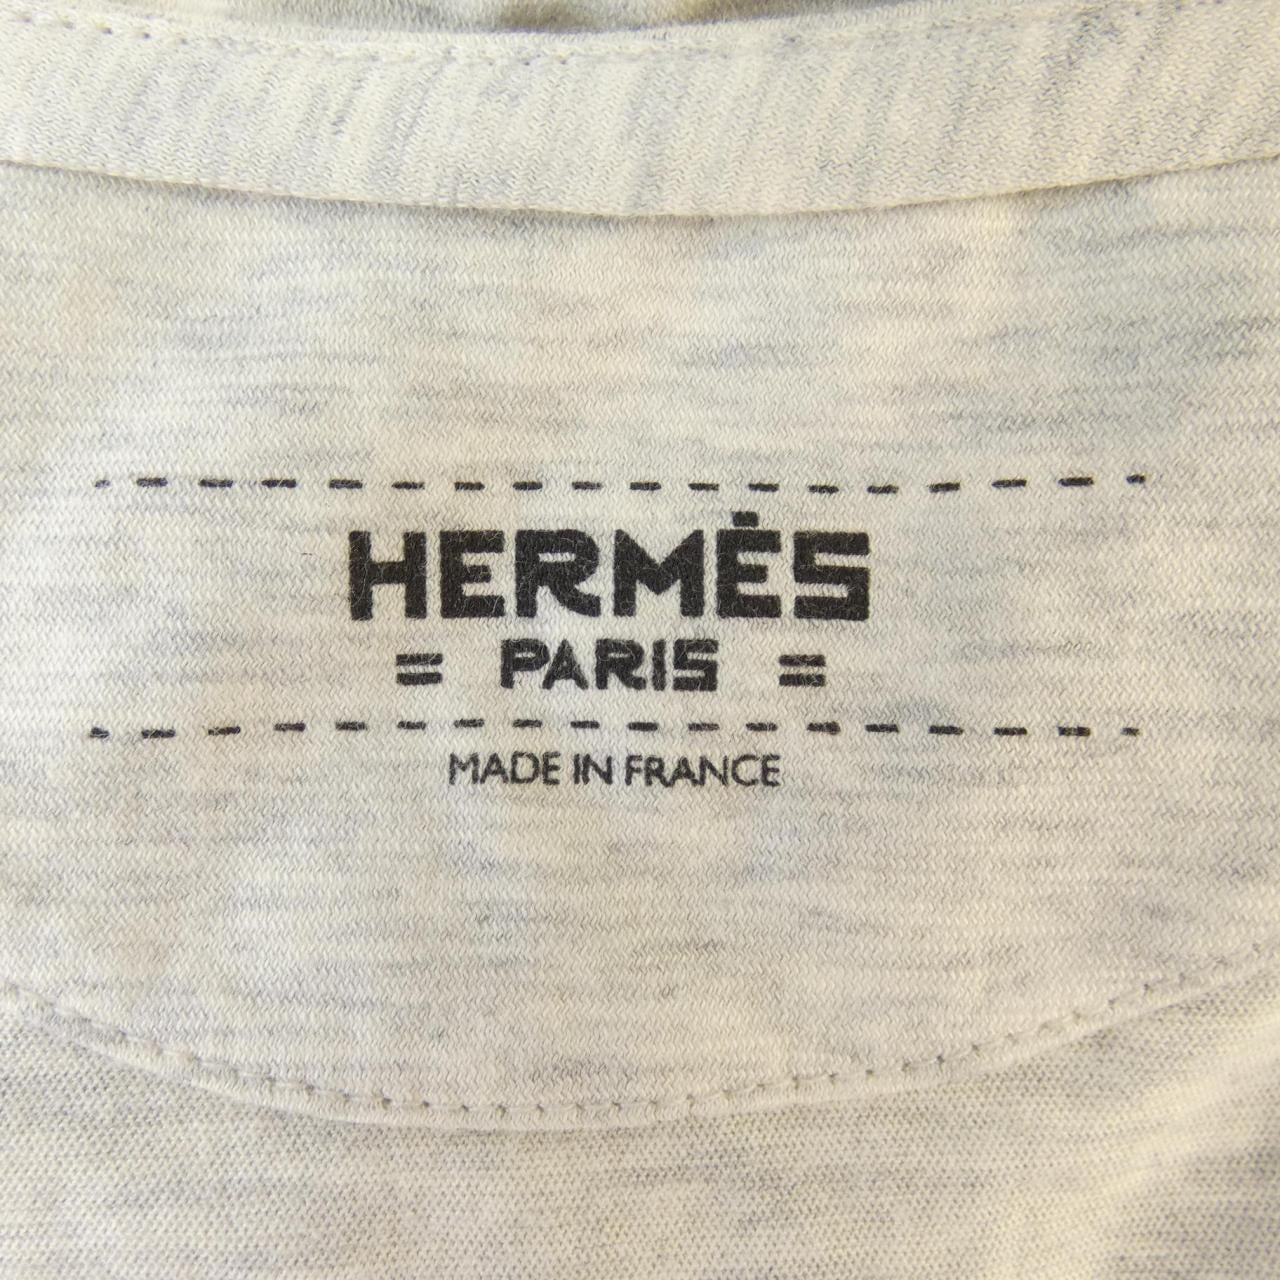 HERMÈS
= PARIS =
MADE IN FRANCE